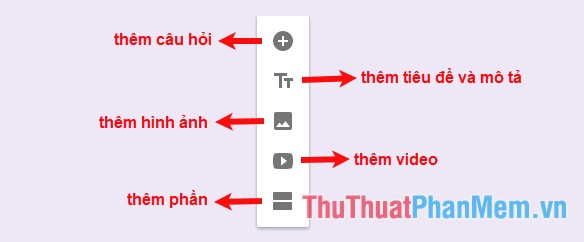 thêm câu hỏi
thêm tiêu đề và mô tả
thêm hình ảnh
thêm video
thêm phần
ThuThuatPhanMem.vn